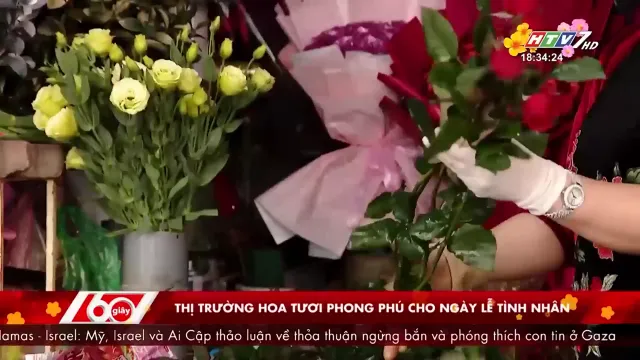 HTV7 HD
18:34:24
60 giây
THỊ TRƯỜNG HOA TƯƠI PHONG PHÚ CHO NGÀY LỄ TÌNH NHÂN
Hamas - Israel: Mỹ, Israel và Ai Cập thảo luận về thỏa thuận ngừng bắn và phóng thích con tin ở Gaza